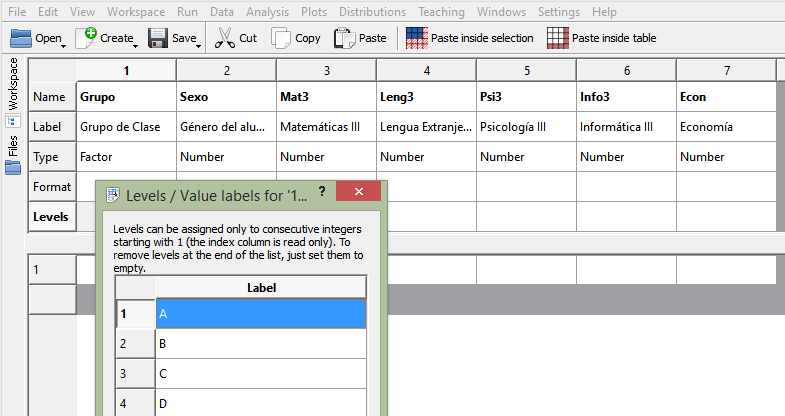 File Edit View Workspace Run Data Analysis Plots Distributions Teaching Windows Settings Help
Open Create Save Cut Copy Paste Paste inside selection Paste inside table
Workspace
Files
1 2 3 4 5 6 7
Name Grupo Sexo Mat3 Leng3 Psi3 Info3 Econ
Label Grupo de Clase Género del alu... Matemáticas III Lengua Extranje... Psicología III Informática III Economía
Type Factor Number Number Number Number Number Number
Format
Levels
1
Levels / Value labels for '1... ? ×
Levels can be assigned only to consecutive integers
starting with 1 (the index column is read only). To
remove levels at the end of the list, just set them to
empty.
Label
1 A
2 B
3 C
4 D